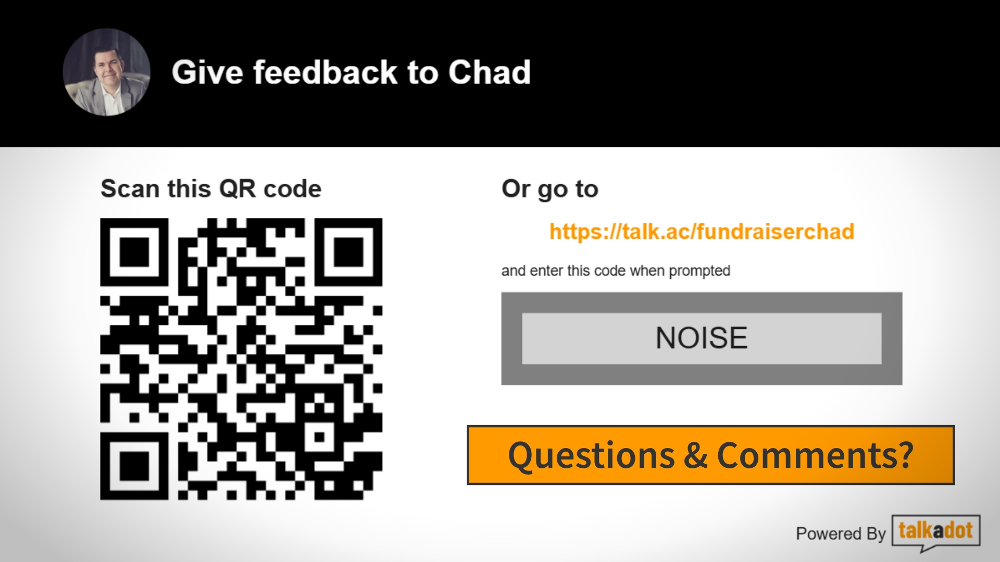 Give feedback to Chad
Scan this QR code
Or go to
https://talk.ac/fundraiserchad
and enter this code when prompted
NOISE
Questions & Comments?
Powered By talkadot